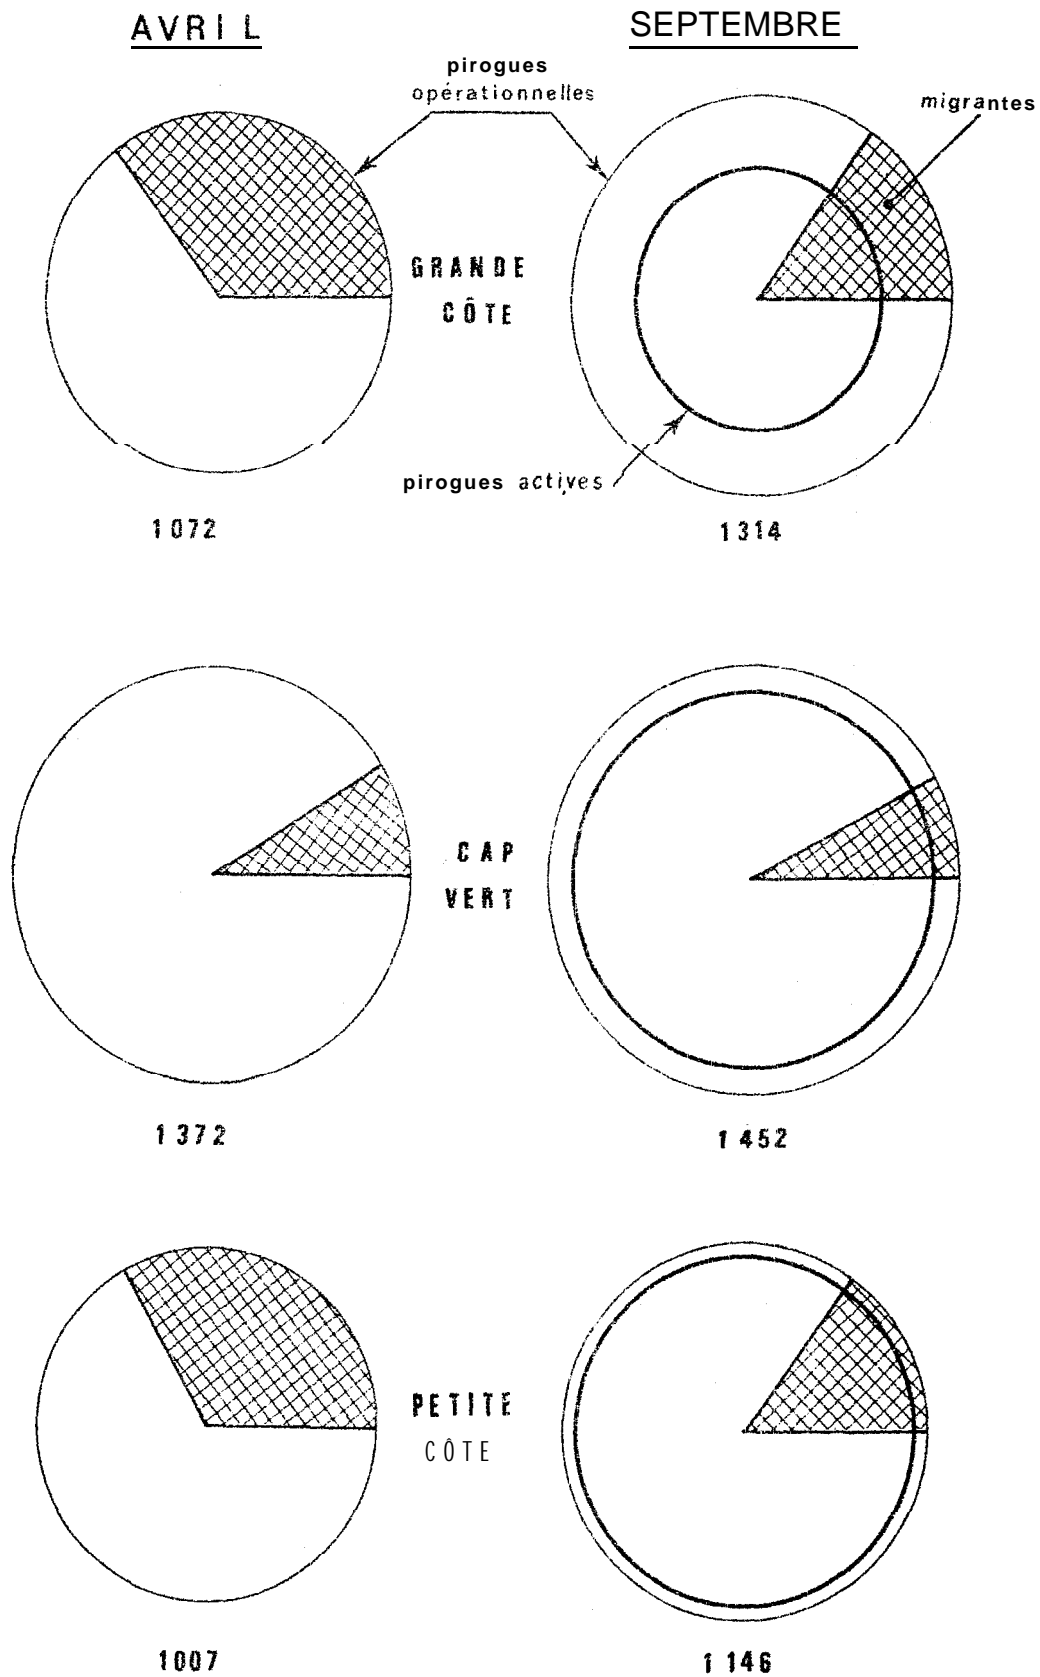 AVRIL
SEPTEMBRE
pirogues
opérationnelles
migrantes
GRANDE
CÔTE
pirogues actives
1072
1314
CAP
VERT
1372
1452
PETITE
CÔTE
1007
1146